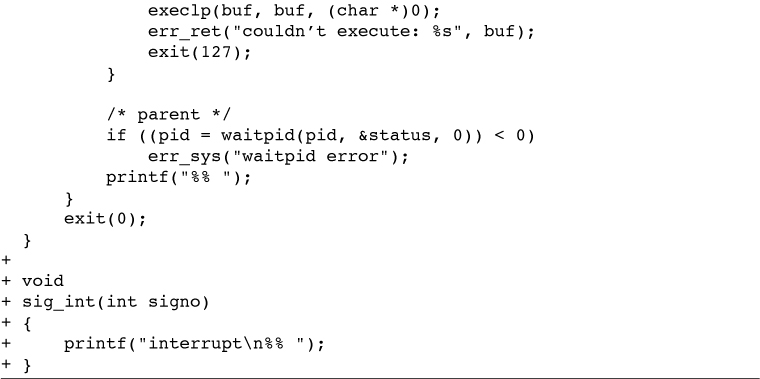 execlp(buf, buf, (char *)0);
            err_ret("couldn't execute: %s", buf);
            exit(127);
        }

        /* parent */
        if ((pid = waitpid(pid, &status, 0)) < 0)
            err_sys("waitpid error");
        printf("%% ");
    }
    exit(0);
}
+
+ void
+ sig_int(int signo)
+ {
+     printf("interrupt\n%% ");
+ }